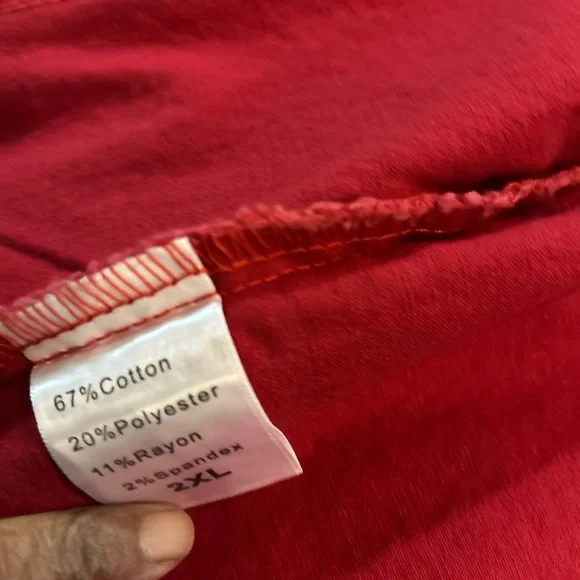 67%Cotton
20%Polyester
11%Rayon
2%Spandex
2XL